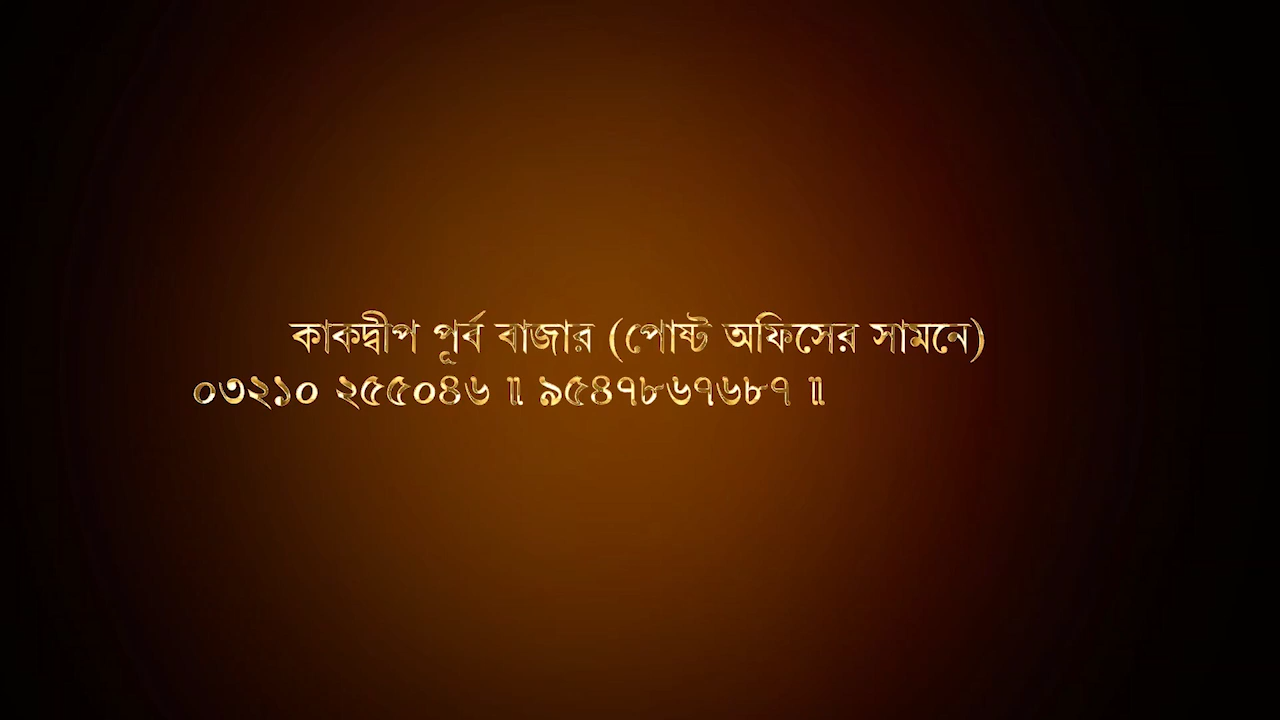 কাকদ্বীপ পূর্ব বাজার (পোষ্ট অফিসের সামনে)
০৩২১০ ২৫৫০৪৬ ॥ ৯৫৪৭৮৬৭৬৮৭ ॥